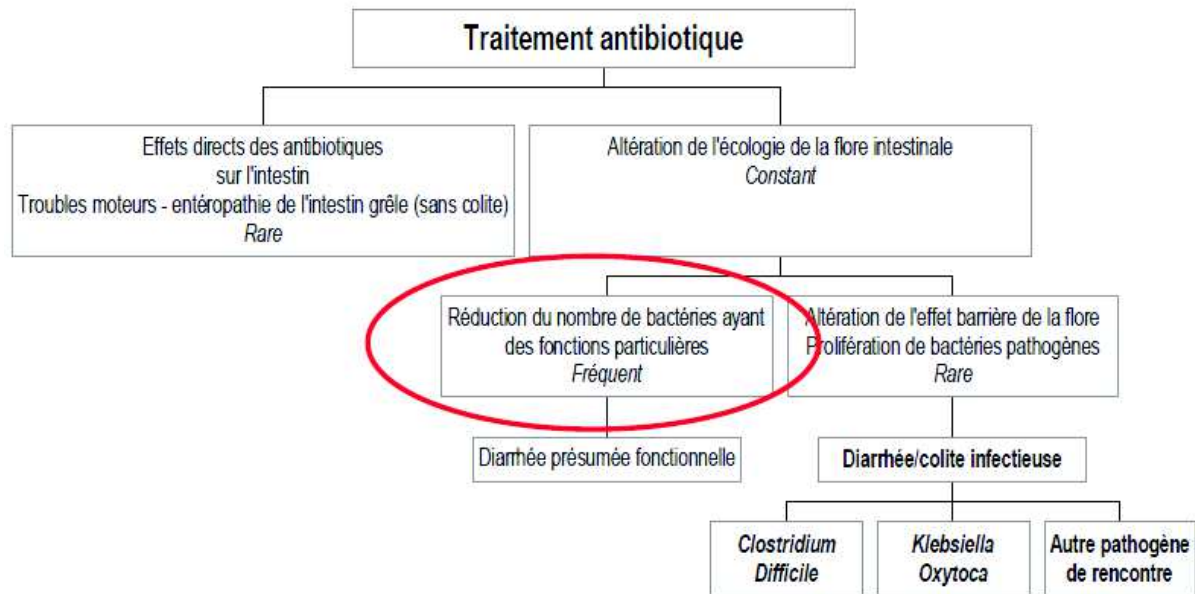 Traitement antibiotique
Effets directs des antibiotiques
sur l'intestin
Troubles moteurs - entéropathie de l'intestin grêle (sans colite)
Rare
Altération de l'écologie de la flore intestinale
Constant
Réduction du nombre de bactéries ayant
des fonctions particulières
Fréquent
Altération de l'effet barrière de la flore
Prolifération de bactéries pathogènes
Rare
Diarrhée présumée fonctionnelle
Diarrhée/colite infectieuse
Clostridium
Difficile
Klebsiella
Oxytoca
Autre pathogène
de rencontre